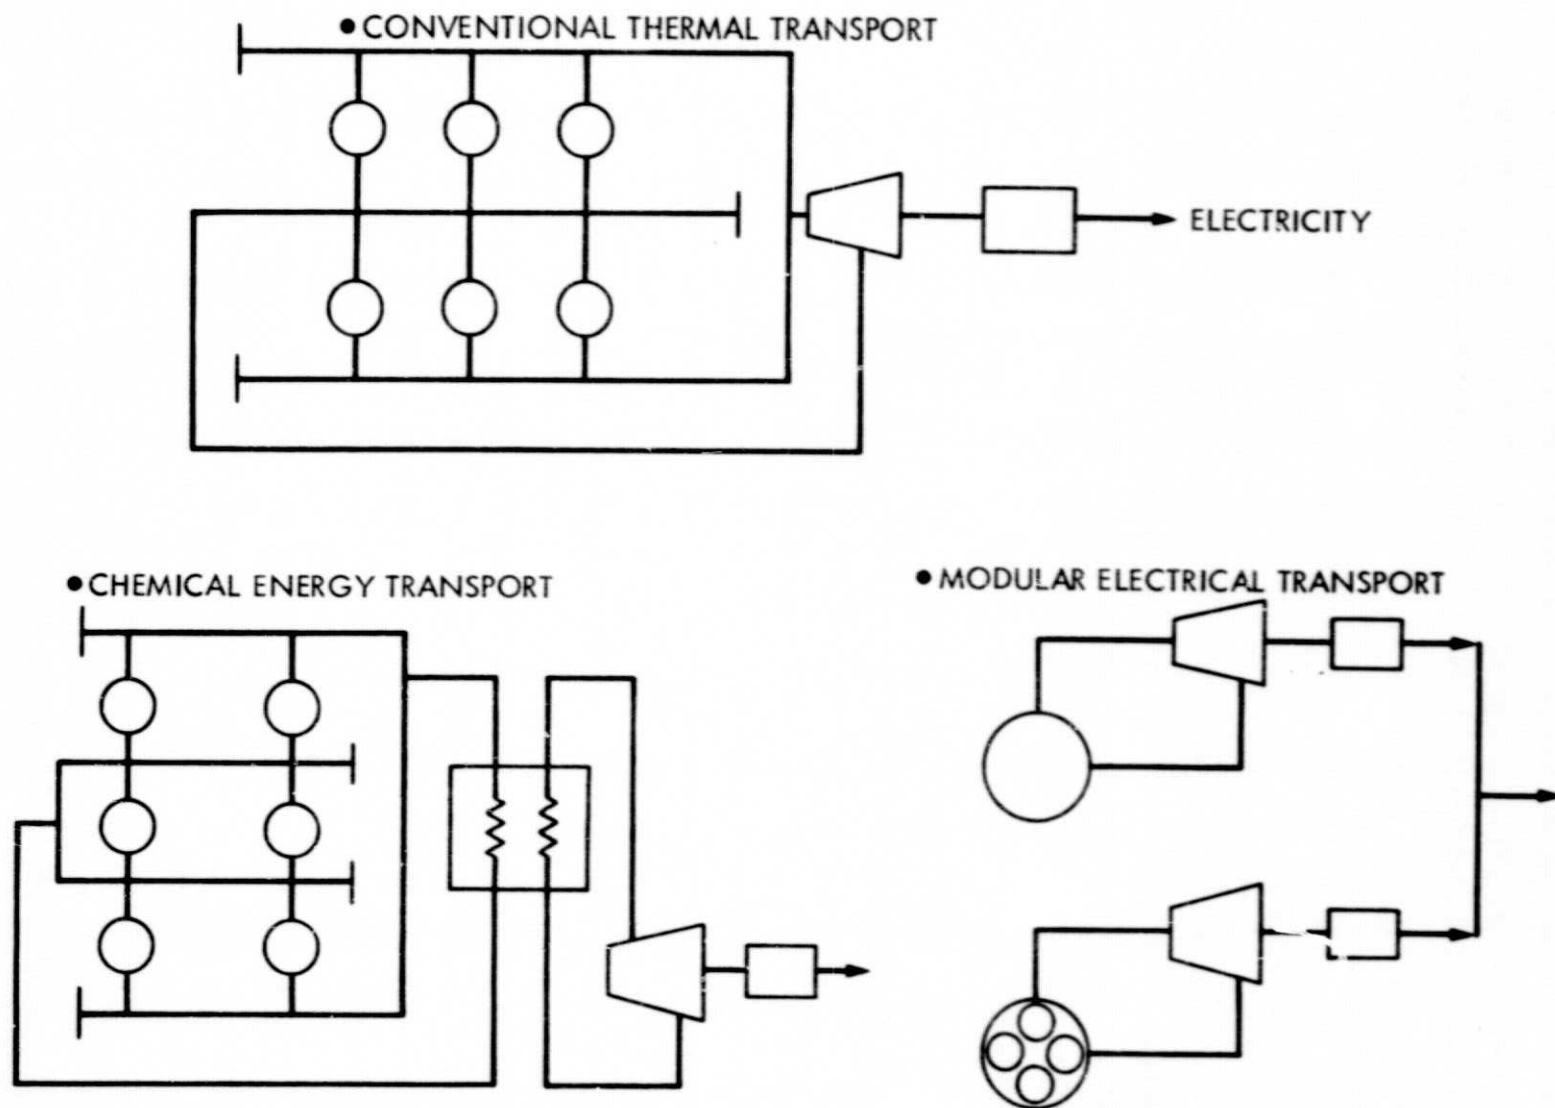 ● CONVENTIONAL THERMAL TRANSPORT
ELECTRICITY
● CHEMICAL ENERGY TRANSPORT
● MODULAR ELECTRICAL TRANSPORT